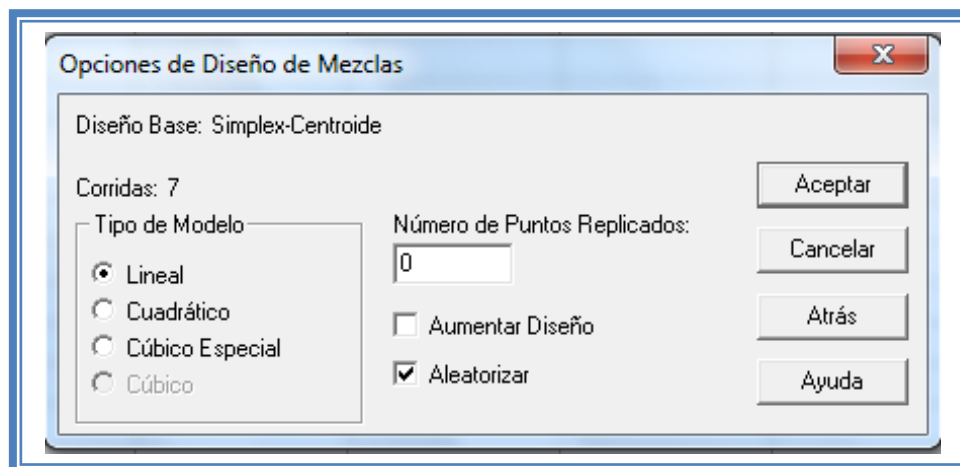 Opciones de Diseño de Mezclas
Diseño Base: Simplex-Centroide
Corridas: 7
Tipo de Modelo
Lineal
Cuadrático
Cúbico Especial
Cúbico
Número de Puntos Replicados:
0
Aumentar Diseño
Aleatorizar
Aceptar
Cancelar
Atrás
Ayuda